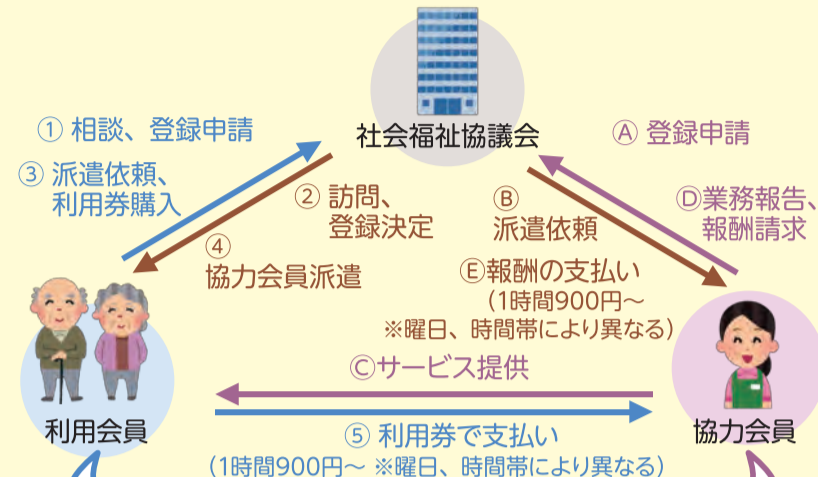 社会福祉協議会
① 相談、登録申請
③ 派遣依頼、
利用券購入
② 訪問、
登録決定
④
協力会員派遣
Ⓐ 登録申請
Ⓓ業務報告、
報酬請求
Ⓑ
派遣依頼
Ⓔ報酬の支払い
(1時間900円〜
※曜日、時間帯により異なる)
Ⓒサービス提供
利用会員
協力会員
⑤ 利用券で支払い
(1時間900円〜 ※曜日、時間帯により異なる)